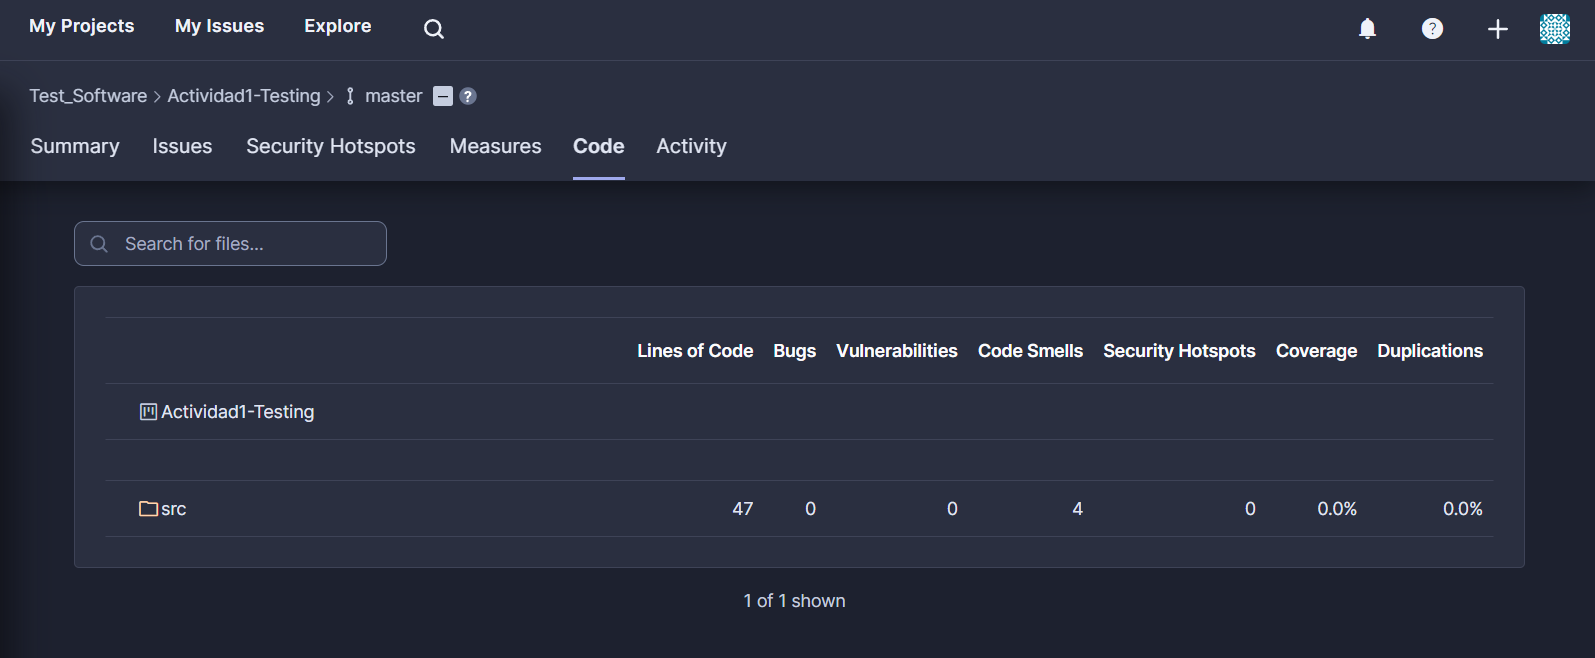 My Projects My Issues Explore
Test_Software > Actividad1-Testing > master ?
Summary Issues Security Hotspots Measures Code Activity
Search for files...
Lines of Code Bugs Vulnerabilities Code Smells Security Hotspots Coverage Duplications
Actividad1-Testing
src 47 0 0 4 0 0.0% 0.0%
1 of 1 shown